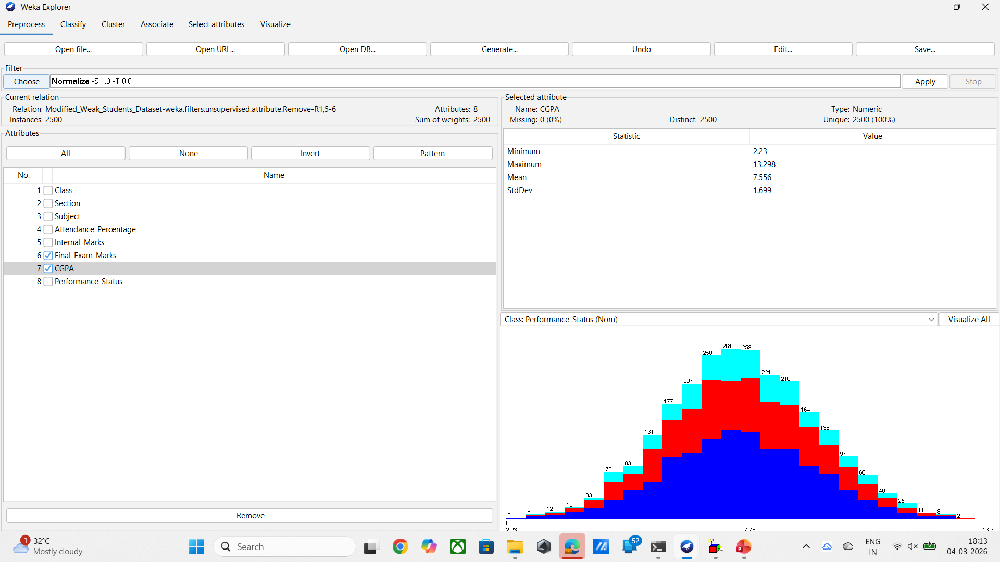 Weka Explorer
Preprocess Classify Cluster Associate Select attributes Visualize
Open file... Open URL... Open DB... Generate... Undo Edit... Save...
Filter
Choose Normalize -S 1.0 -T 0.0 Apply Stop
Current relation
Relation: Modified_Weak_Students_Dataset-weka.filters.unsupervised.attribute.Remove-R1,5-6 Attributes: 8
Instances: 2500 Sum of weights: 2500
Attributes
All None Invert Pattern
No. Name
1 Class
2 Section
3 Subject
4 Attendance_Percentage
5 Internal_Marks
6 Final_Exam_Marks
7 CGPA
8 Performance_Status
Remove
Selected attribute
Name: CGPA Type: Numeric
Missing: 0 (0%) Distinct: 2500 Unique: 2500 (100%)
Statistic Value
Minimum 2.23
Maximum 13.298
Mean 7.556
StdDev 1.699
Class: Performance_Status (Nom) Visualize All
3 9 12 19 33 73 83 131 177 207 250 261 259 221 210 164 136 97 68 40 25 11 8 2 1
2.23 7.76 13.3
1 32°C
Mostly cloudy
Search
52
ENG
IN
18:13
04-03-2026